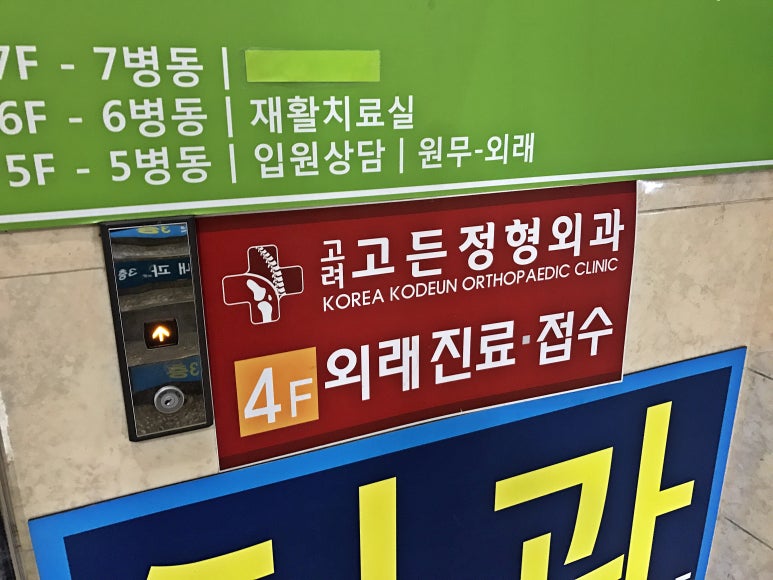 7F - 7병동 |
6F - 6병동 | 재활치료실
5F - 5병동 | 입원상담 | 원무-외래
고려 고든정형외과
KOREA KODEUN ORTHOPAEDIC CLINIC
4F 외래진료·접수
과